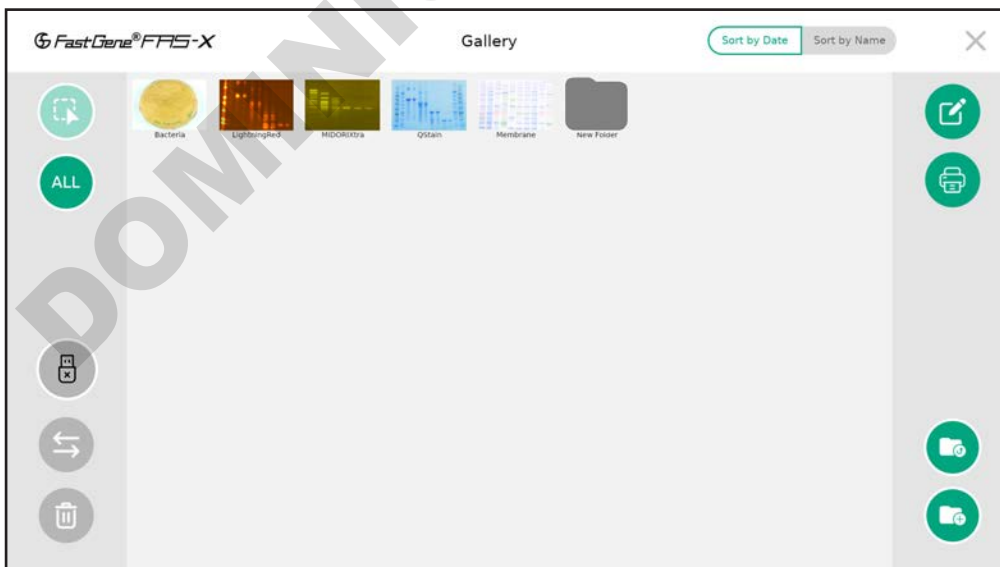 FastGene® FAS-X
Gallery
Sort by Date
Sort by Name
Bacteria
LightningRed
MIDORIXtra
QStain
Membrane
New Folder
ALL
DOMINI